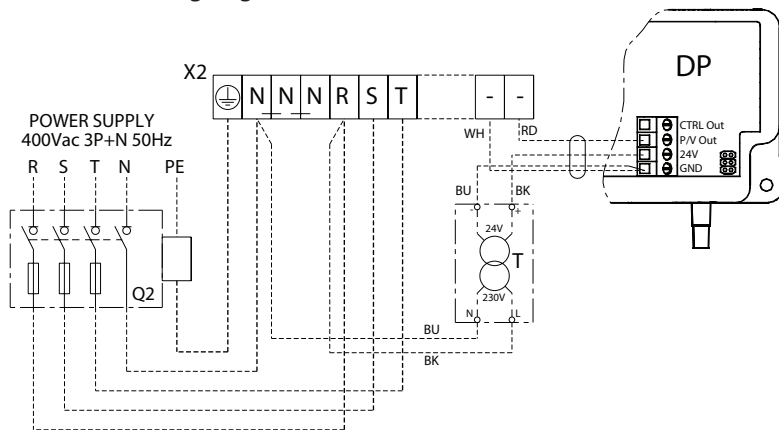 X2
N N N R S T - -
DP
POWER SUPPLY
400Vac 3P+N 50Hz
R S T N PE
WH
RD
CTRL Out
P/V Out
24V
GND
BU BK
- +
24V
T
230V
N L
Q2
BU
BK